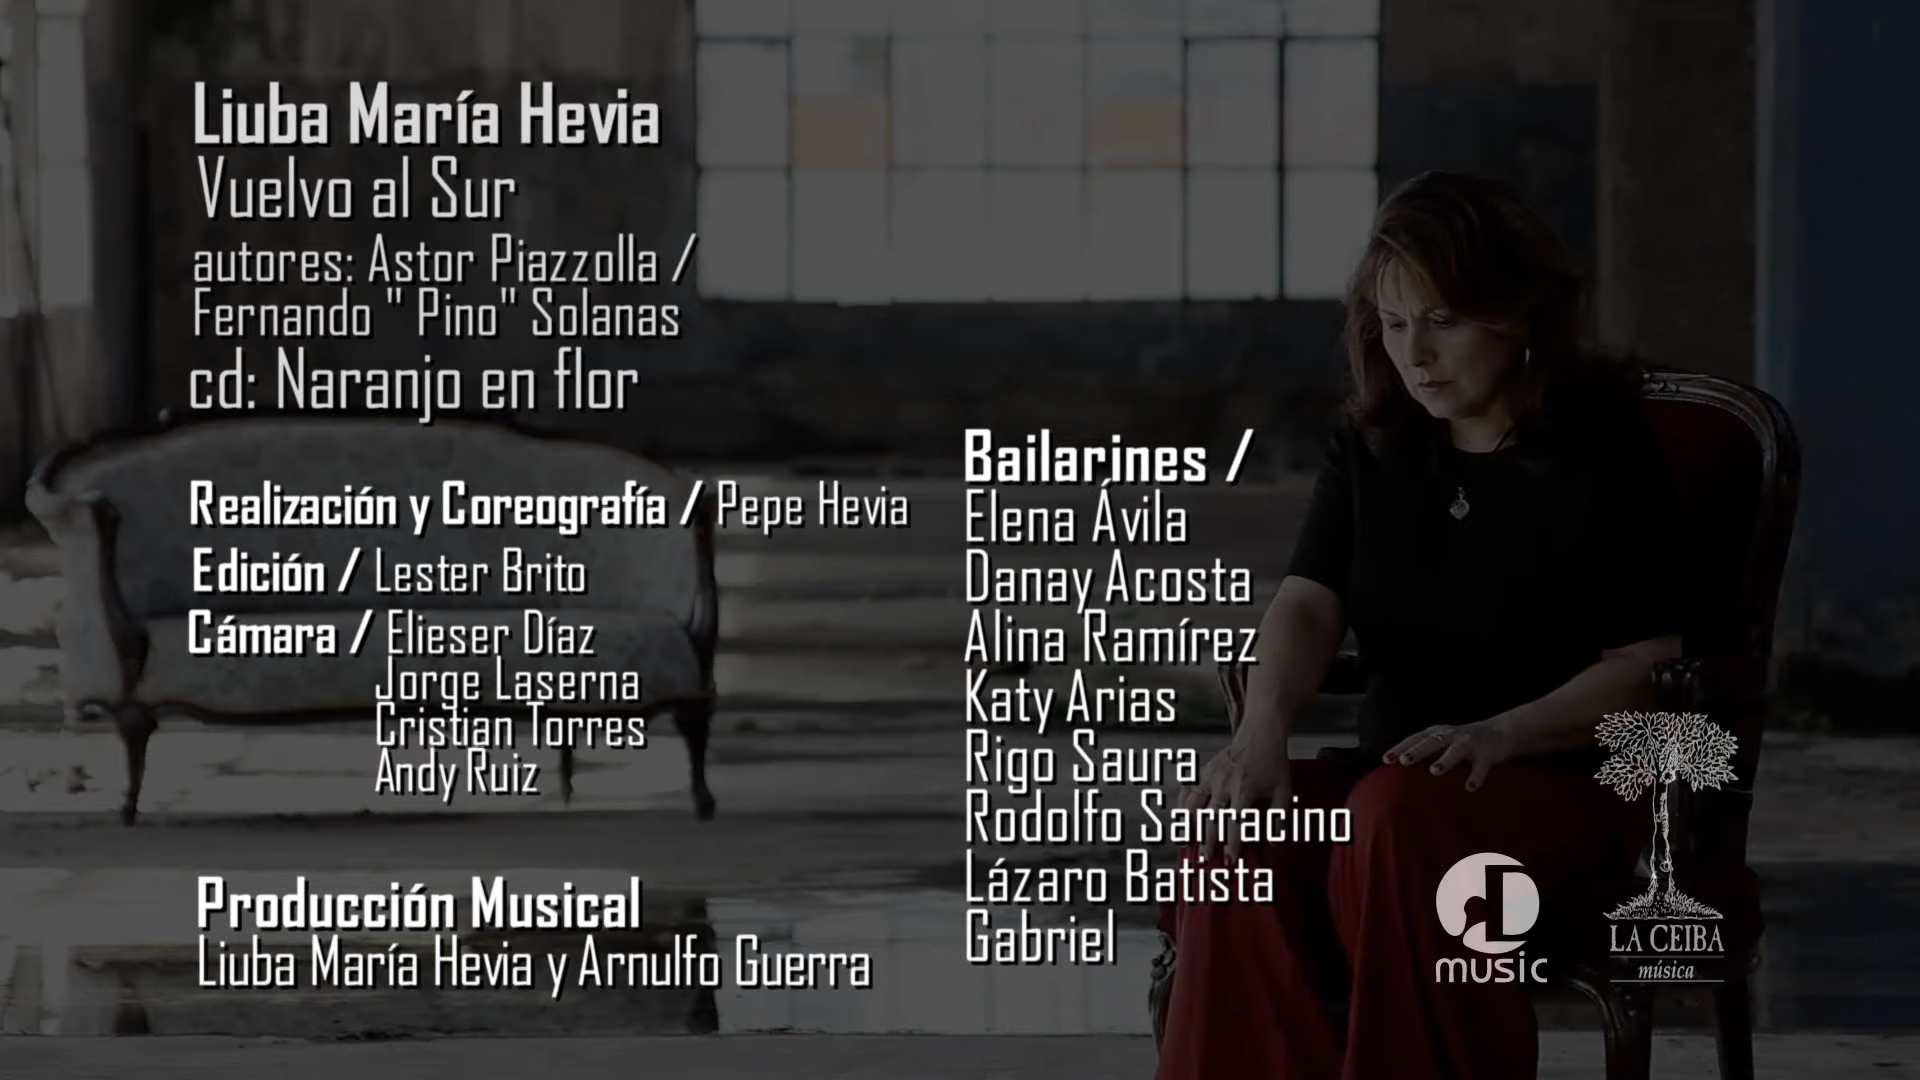 Liuba María Hevia
Vuelvo al Sur
autores: Astor Piazzolla /
Fernando " Pino" Solanas
cd: Naranjo en flor
Realización y Coreografía / Pepe Hevia
Edición / Lester Brito
Cámara / Elieser Díaz
Jorge Laserna
Cristian Torres
Andy Ruiz
Producción Musical
Liuba María Hevia y Arnulfo Guerra
Bailarines /
Elena Ávila
Danay Acosta
Alina Ramírez
Katy Arias
Rigo Saura
Rodolfo Sarracino
Lázaro Batista
Gabriel
music
LA CEIBA
música